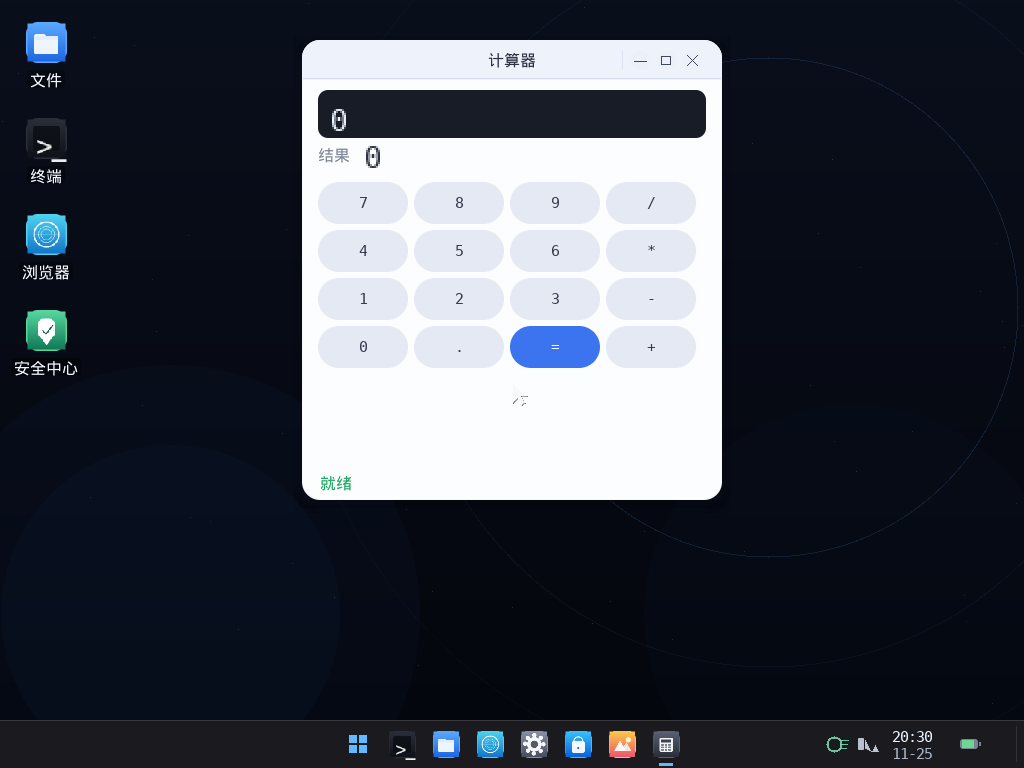 文件
终端
浏览器
安全中心
计算器
0
结果 0
7 8 9 /
4 5 6 *
1 2 3 -
0 . = +
就绪
20:30
11-25